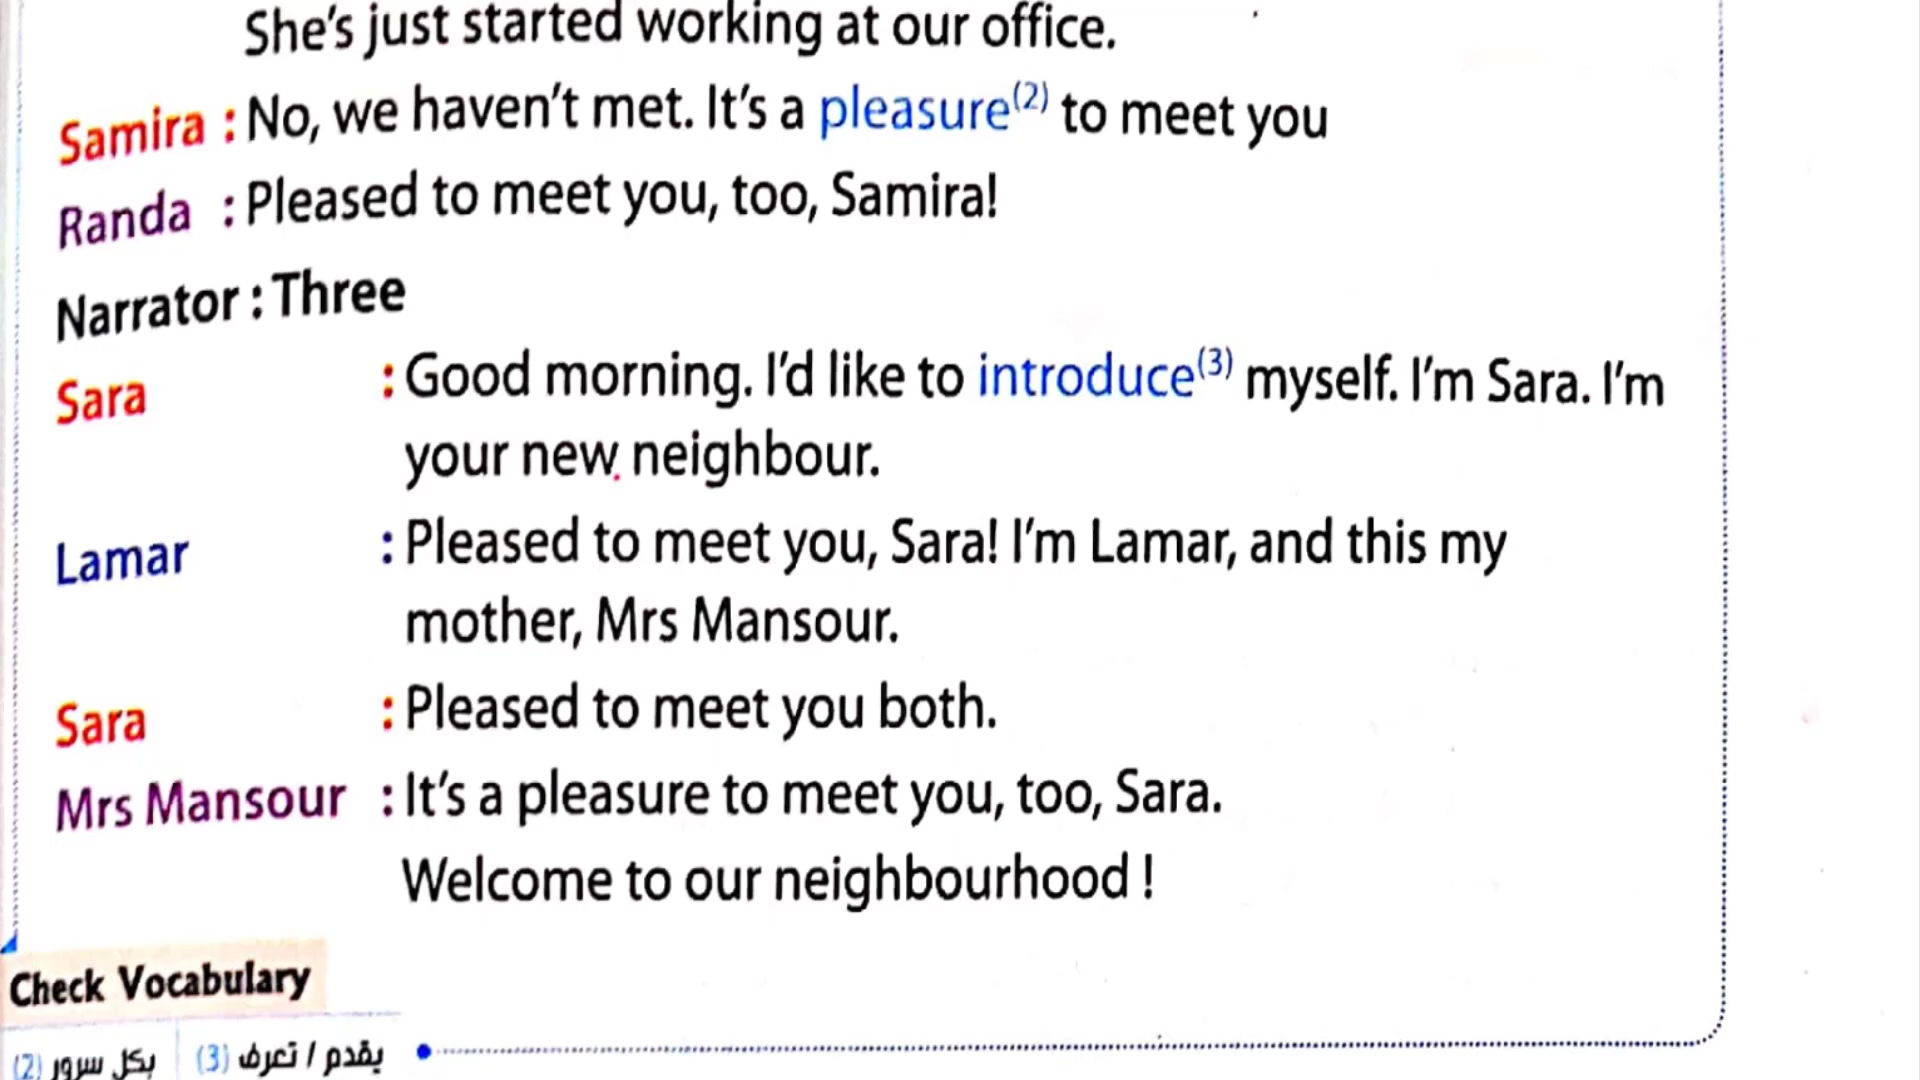 She's just started working at our office.
Samira : No, we haven't met. It's a pleasure(2) to meet you
Randa : Pleased to meet you, too, Samira!
Narrator : Three
Sara : Good morning. I'd like to introduce(3) myself. I'm Sara. I'm
your new neighbour.
Lamar : Pleased to meet you, Sara! I'm Lamar, and this my
mother, Mrs Mansour.
Sara : Pleased to meet you both.
Mrs Mansour : It's a pleasure to meet you, too, Sara.
Welcome to our neighbourhood !
Check Vocabulary
(2) بكل سرور (3) يقدم / تعرف